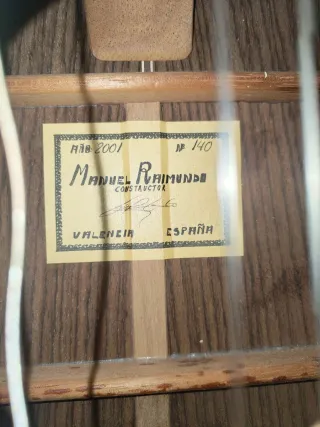 AÑO 2001 Nº 140
MANUEL RAIMUNDO
CONSTRUCTOR
VALENCIA ESPAÑA